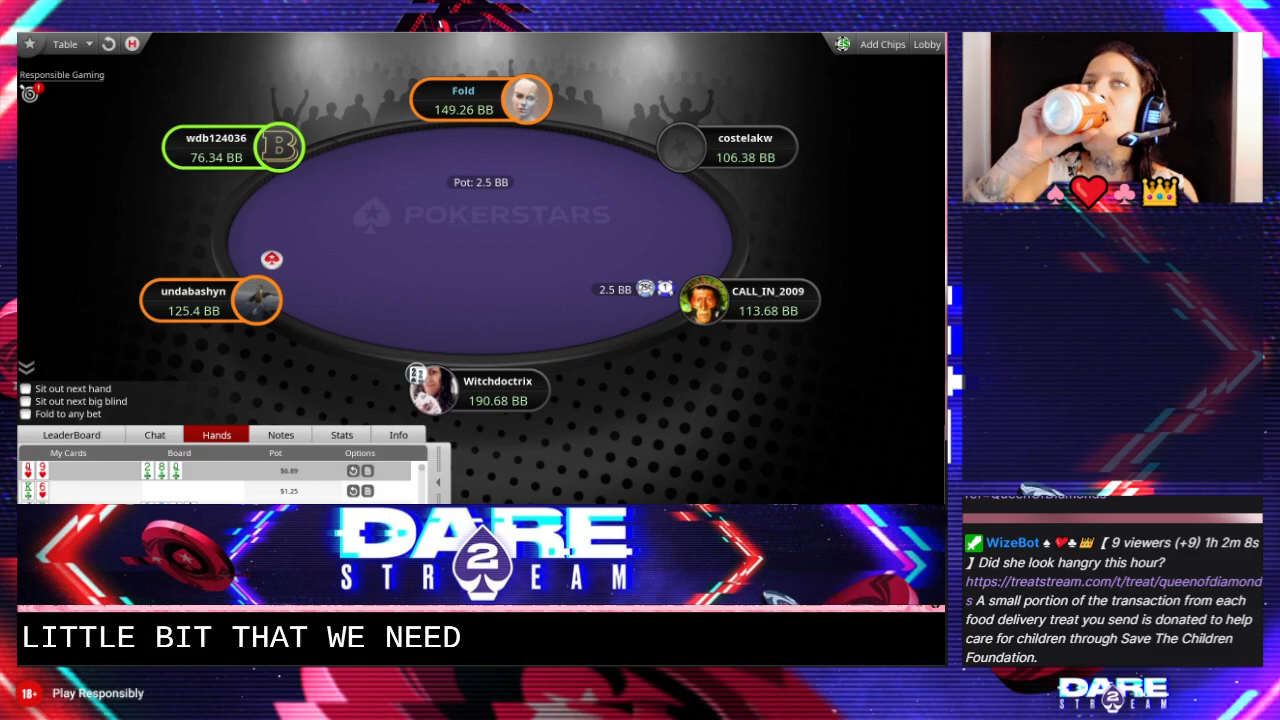 Table
Add Chips
Lobby
Responsible Gaming
Fold
149.26 BB
wdb124036
76.34 BB
B
costelakw
106.38 BB
Pot: 2.5 BB
POKERSTARS
undabashyn
125.4 BB
2.5 BB
CALL_IN_2009
113.68 BB
Witchdoctrix
190.68 BB
Sit out next hand
Sit out next big blind
Fold to any bet
LeaderBoard Chat Hands Notes Stats Info
My Cards Board Pot Options
Q 9 2 8 Q $6.89
K 6 $1.25
DARE
2
STREAM
LITTLE BIT THAT WE NEED
WizeBot [ 9 viewers (+9) 1h 2m 8s
] Did she look hangry this hour?
https://treatstream.com/t/treat/queenofdiamond
s A small portion of the transaction from each
food delivery treat you send is donated to help
care for children through Save The Children
Foundation.
18+ Play Responsibly
DARE
2
STREAM